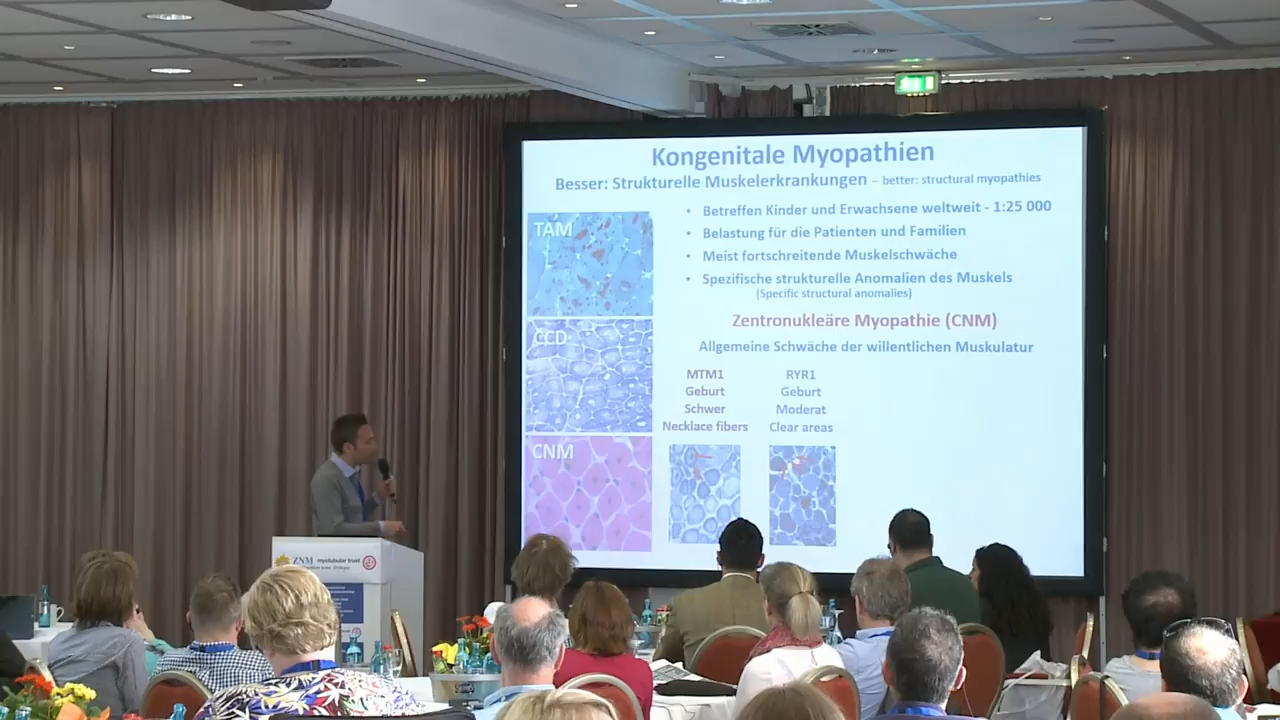 Kongenitale Myopathien
Besser: Strukturelle Muskelerkrankungen – better: structural myopathies
• Betreffen Kinder und Erwachsene weltweit - 1:25 000
• Belastung für die Patienten und Familien
• Meist fortschreitende Muskelschwäche
• Spezifische strukturelle Anomalien des Muskels
(Specific structural anomalies)
TAM
CCD
CNM
Zentronukleäre Myopathie (CNM)
Allgemeine Schwäche der willentlichen Muskulatur
MTM1 RYR1
Geburt Geburt
Schwer Moderat
Necklace fibers Clear areas
ZNM myotubular trust